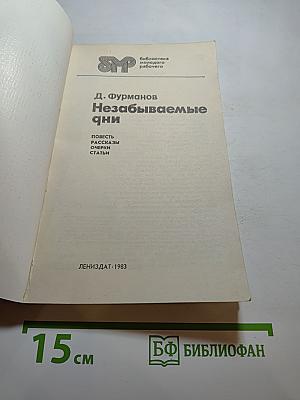 БМР
библиотека
молодого
рабочего
Д. Фурманов
Незабываемые
дни
ПОВЕСТЬ
РАССКАЗЫ
ОЧЕРКИ
СТАТЬИ
ЛЕНИЗДАТ·1983
15 см
БФ БИБЛИОФАН